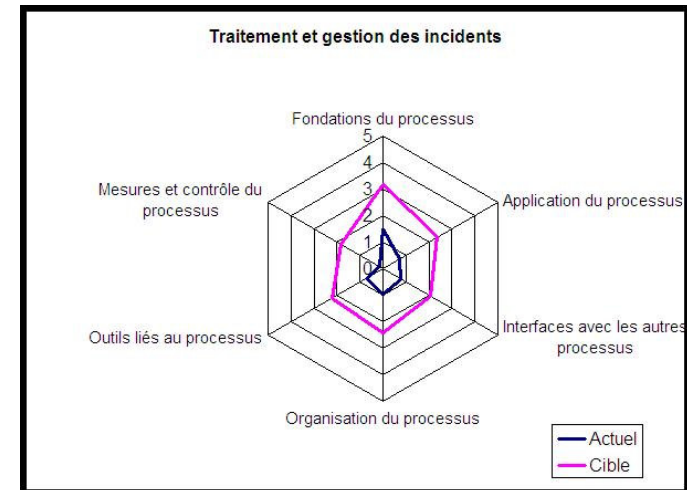 Traitement et gestion des incidents
Fondations du processus
5
4
3
2
1
0
Mesures et contrôle du
processus
Application du processus
Outils liés au processus
Interfaces avec les autres
processus
Organisation du processus
Actuel
Cible